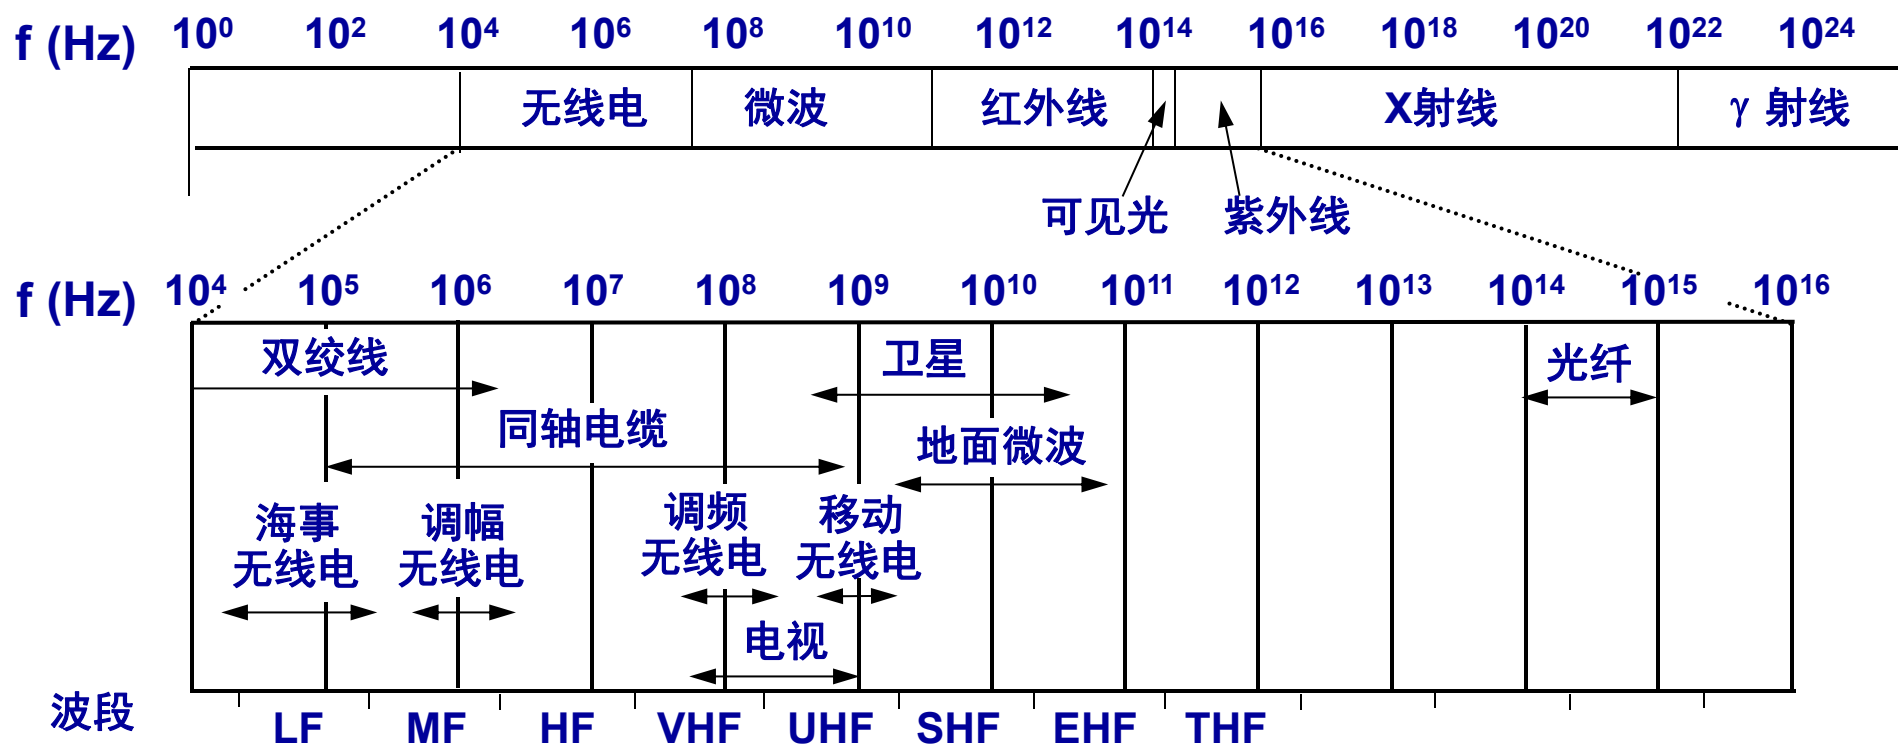 f (Hz) 10⁰ 10² 10⁴ 10⁶ 10⁸ 10¹⁰ 10¹² 10¹⁴ 10¹⁶ 10¹⁸ 10²⁰ 10²² 10²⁴
无线电 微波 红外线 X射线 γ 射线
可见光 紫外线
f (Hz) 10⁴ 10⁵ 10⁶ 10⁷ 10⁸ 10⁹ 10¹⁰ 10¹¹ 10¹² 10¹³ 10¹⁴ 10¹⁵ 10¹⁶
双绞线 卫星 光纤
同轴电缆 地面微波
海事 调幅 调频 移动
无线电 无线电 无线电 无线电
电视
波段 LF MF HF VHF UHF SHF EHF THF